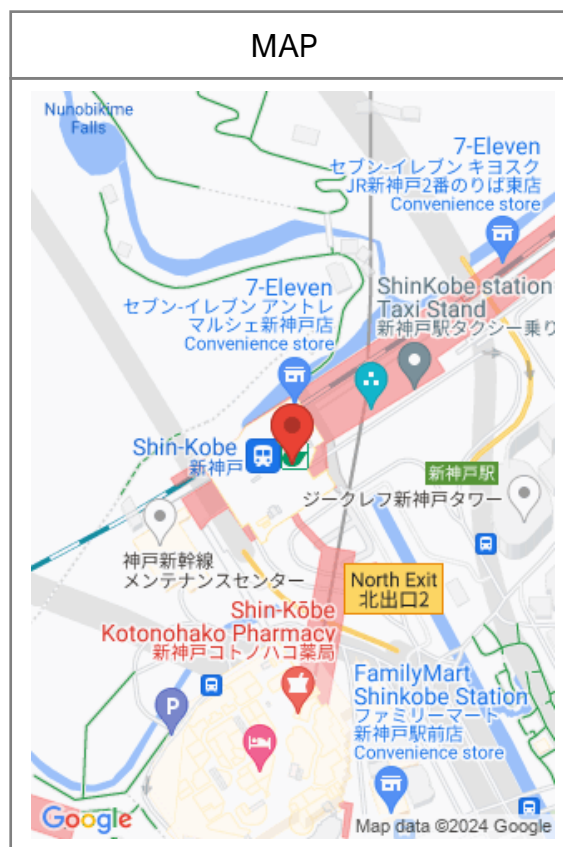 MAP
Nunobikime
Falls
7-Eleven
セブン-イレブン キヨスク
JR新神戸2番のりば東店
Convenience store
7-Eleven
セブン-イレブン アントレ
マルシェ新神戸店
Convenience store
ShinKobe station
Taxi Stand
新神戸駅タクシー乗り
Shin-Kobe
新神戸
新神戸駅
ジークレフ新神戸タワー
神戸新幹線
メンテナンスセンター
North Exit
北出口2
Shin-Kōbe
Kotonohako Pharmacy
新神戸コトノハコ薬局
FamilyMart
Shinkobe Station
ファミリーマート
新神戸駅前店
Convenience store
P
Google
Map data ©2024 Google